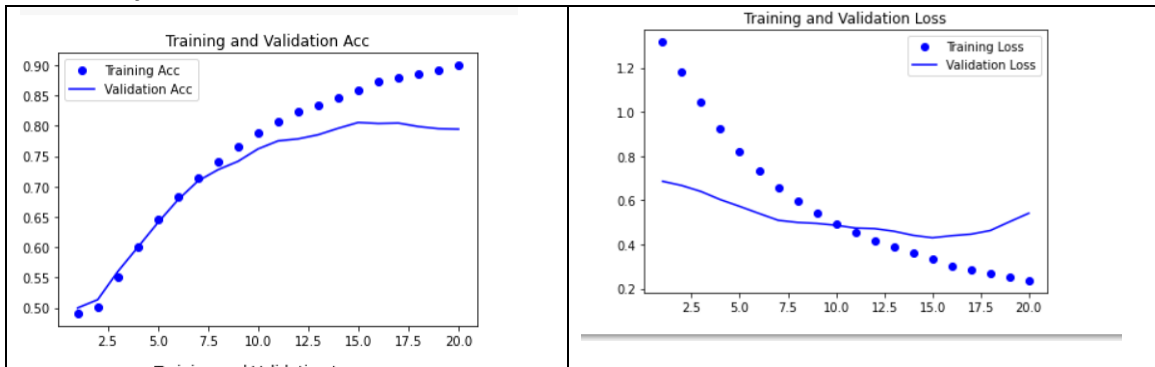 Training and Validation Acc
Training Acc
Validation Acc
0.90
0.85
0.80
0.75
0.70
0.65
0.60
0.55
0.50
2.5 5.0 7.5 10.0 12.5 15.0 17.5 20.0
Training and Validation Loss
Training Loss
Validation Loss
1.2
1.0
0.8
0.6
0.4
0.2
2.5 5.0 7.5 10.0 12.5 15.0 17.5 20.0